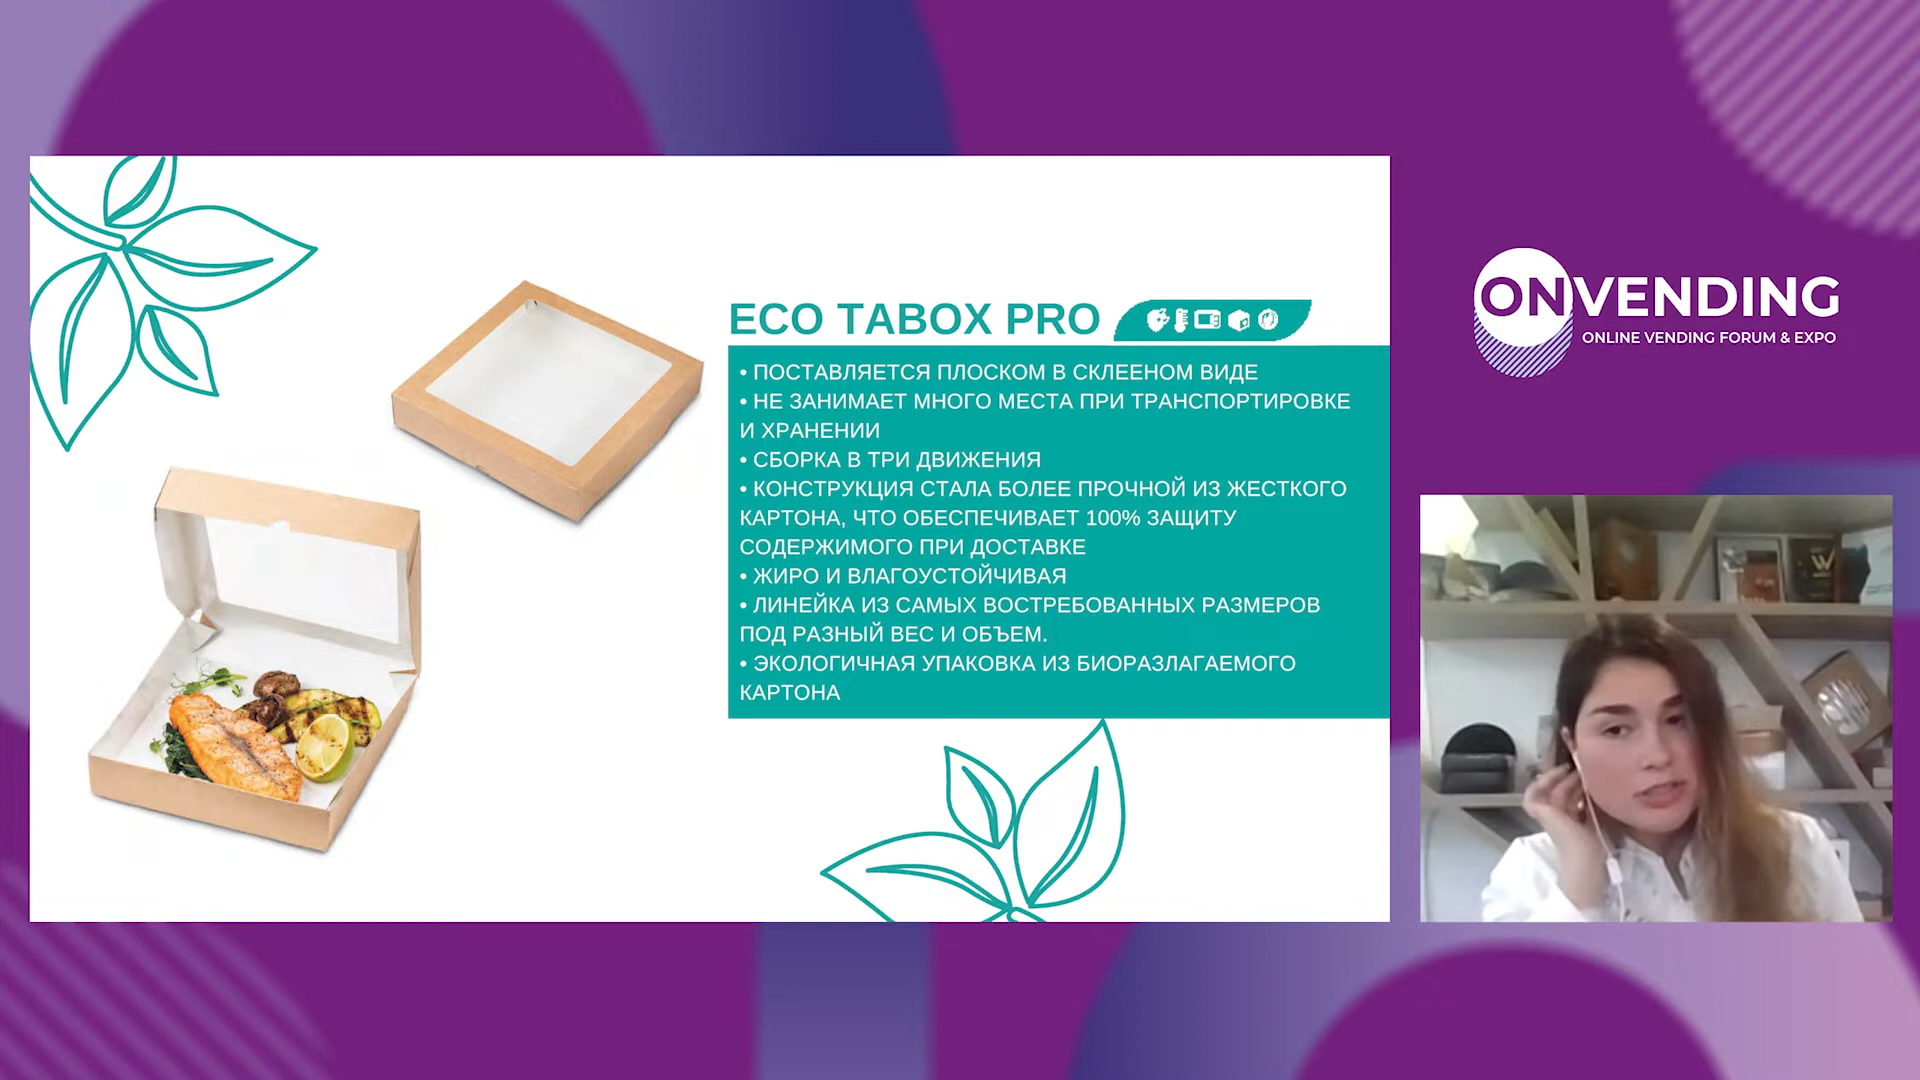 ECO TABOX PRO
• ПОСТАВЛЯЕТСЯ ПЛОСКОМ В СКЛЕЕНОМ ВИДЕ
• НЕ ЗАНИМАЕТ МНОГО МЕСТА ПРИ ТРАНСПОРТИРОВКЕ
И ХРАНЕНИИ
• СБОРКА В ТРИ ДВИЖЕНИЯ
• КОНСТРУКЦИЯ СТАЛА БОЛЕЕ ПРОЧНОЙ ИЗ ЖЕСТКОГО
КАРТОНА, ЧТО ОБЕСПЕЧИВАЕТ 100% ЗАЩИТУ
СОДЕРЖИМОГО ПРИ ДОСТАВКЕ
• ЖИРО И ВЛАГОУСТОЙЧИВАЯ
• ЛИНЕЙКА ИЗ САМЫХ ВОСТРЕБОВАННЫХ РАЗМЕРОВ
ПОД РАЗНЫЙ ВЕС И ОБЪЕМ.
• ЭКОЛОГИЧНАЯ УПАКОВКА ИЗ БИОРАЗЛАГАЕМОГО
КАРТОНА
ONVENDING
ONLINE VENDING FORUM & EXPO
W